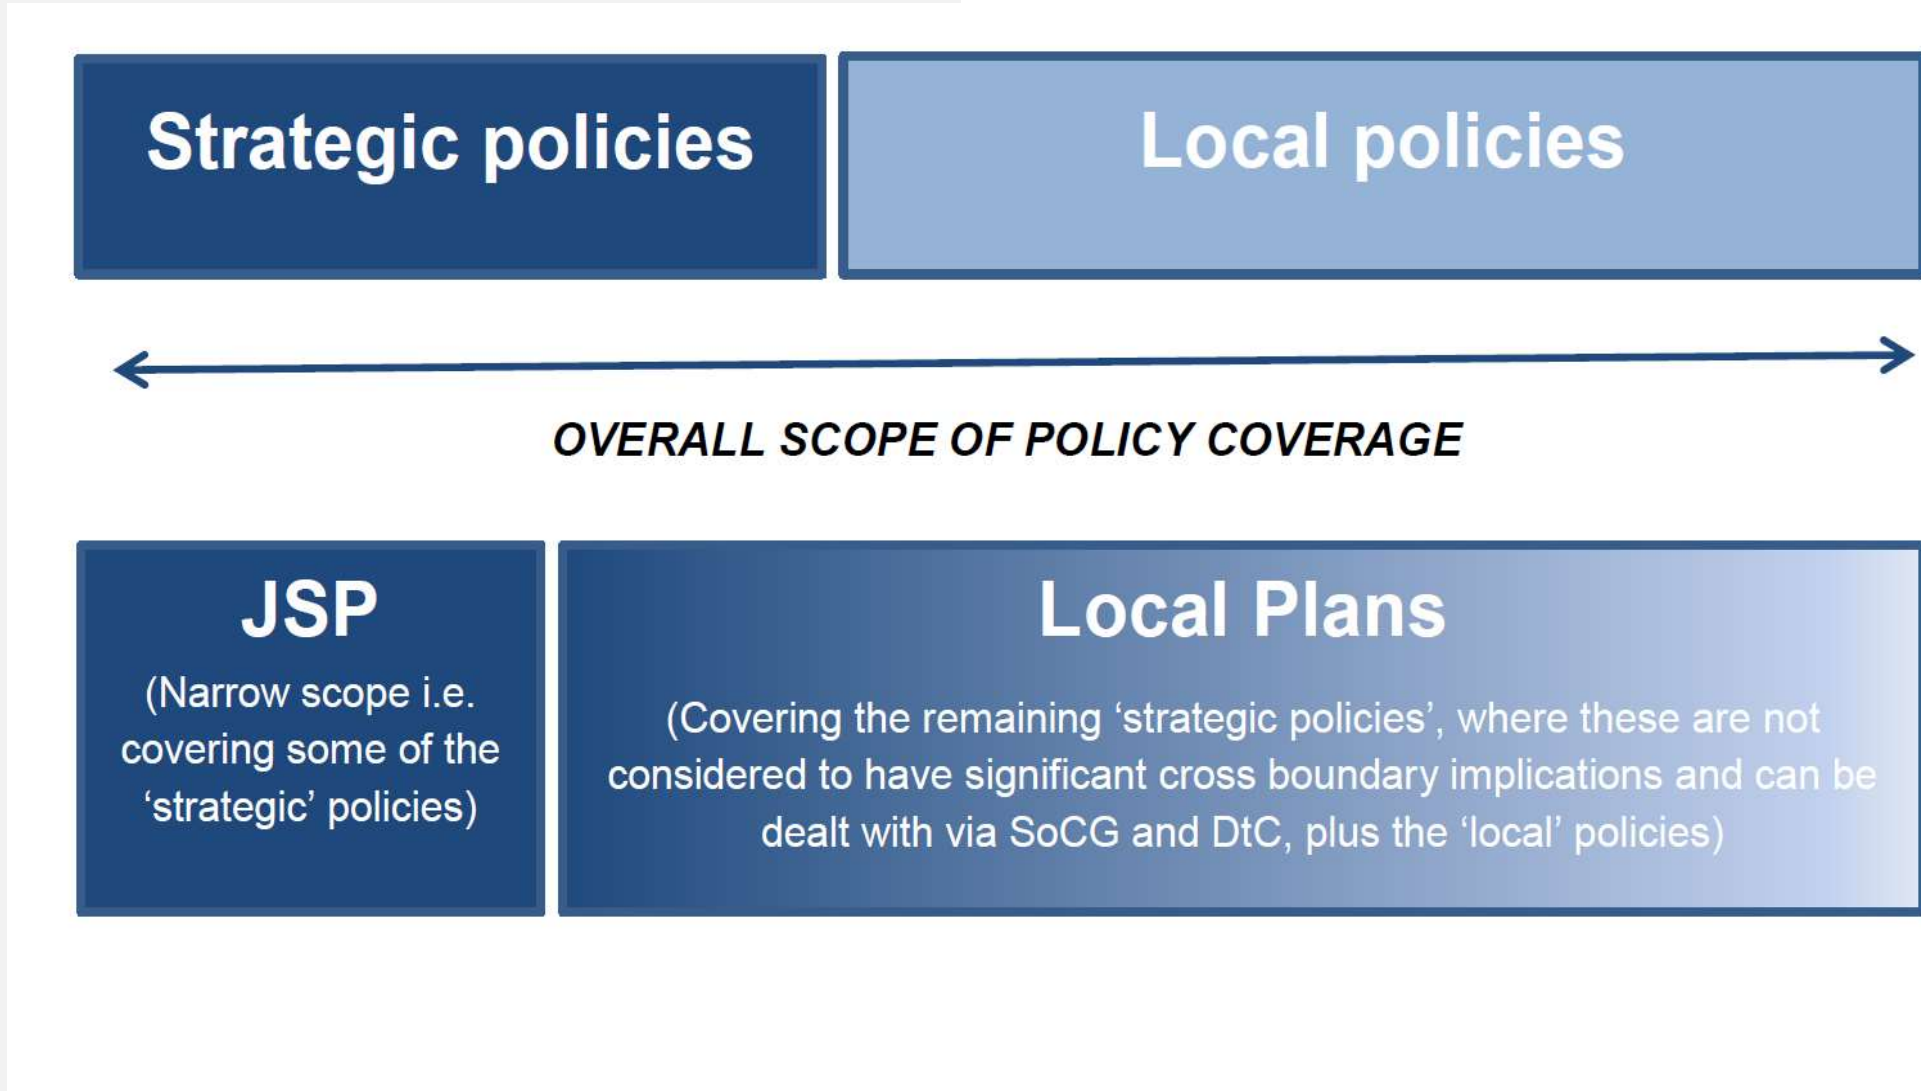 Strategic policies
Local policies
OVERALL SCOPE OF POLICY COVERAGE
JSP
(Narrow scope i.e.
covering some of the
‘strategic’ policies)
Local Plans
(Covering the remaining ‘strategic policies’, where these are not
considered to have significant cross boundary implications and can be
dealt with via SoCG and DtC, plus the ‘local’ policies)